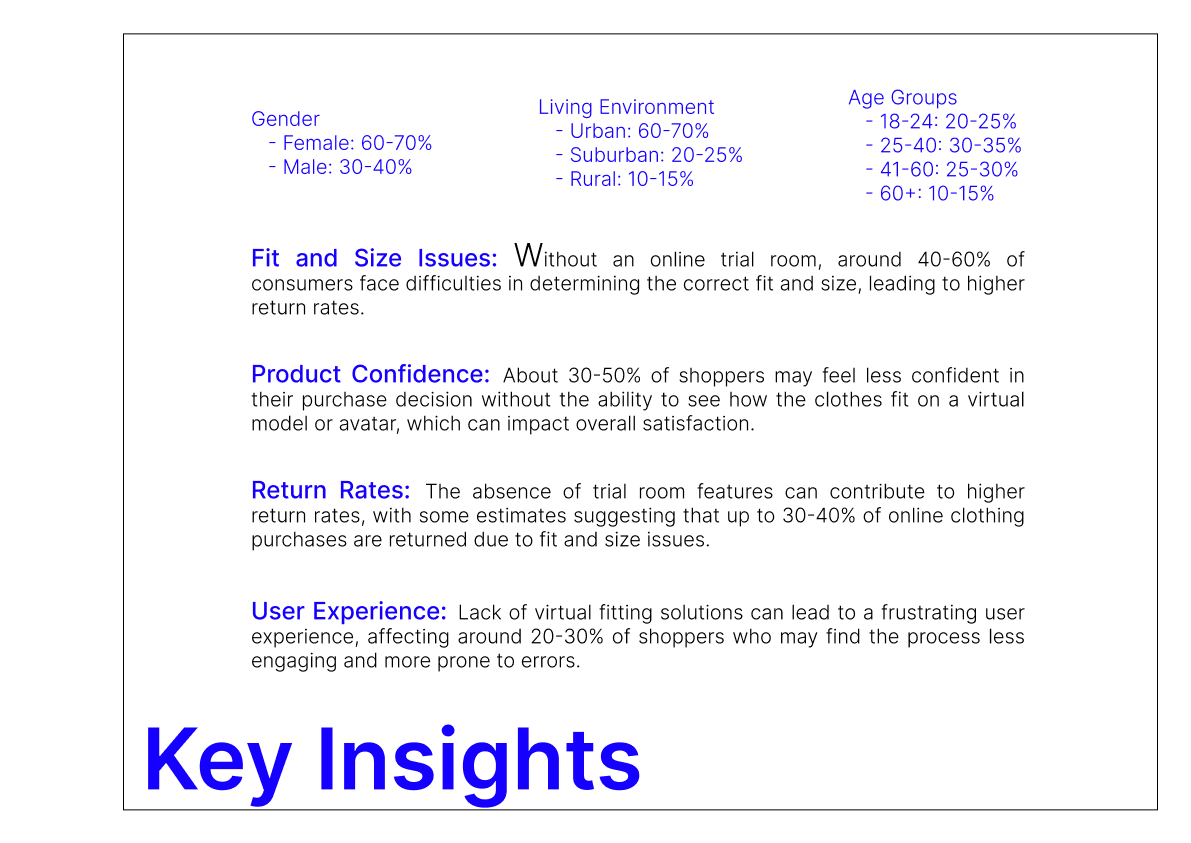 Gender
- Female: 60-70%
- Male: 30-40%
Living Environment
- Urban: 60-70%
- Suburban: 20-25%
- Rural: 10-15%
Age Groups
- 18-24: 20-25%
- 25-40: 30-35%
- 41-60: 25-30%
- 60+: 10-15%
Fit and Size Issues: Without an online trial room, around 40-60% of
consumers face difficulties in determining the correct fit and size, leading to higher
return rates.
Product Confidence: About 30-50% of shoppers may feel less confident in
their purchase decision without the ability to see how the clothes fit on a virtual
model or avatar, which can impact overall satisfaction.
Return Rates: The absence of trial room features can contribute to higher
return rates, with some estimates suggesting that up to 30-40% of online clothing
purchases are returned due to fit and size issues.
User Experience: Lack of virtual fitting solutions can lead to a frustrating user
experience, affecting around 20-30% of shoppers who may find the process less
engaging and more prone to errors.
Key Insights